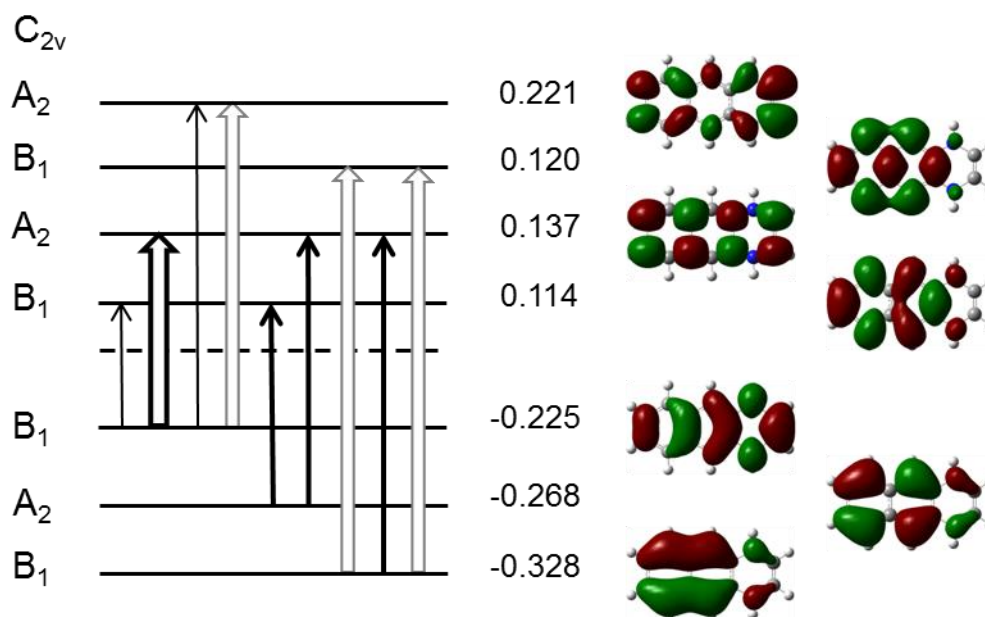 C2v
A2 0.221
B1 0.120
A2 0.137
B1 0.114
B1 -0.225
A2 -0.268
B1 -0.328